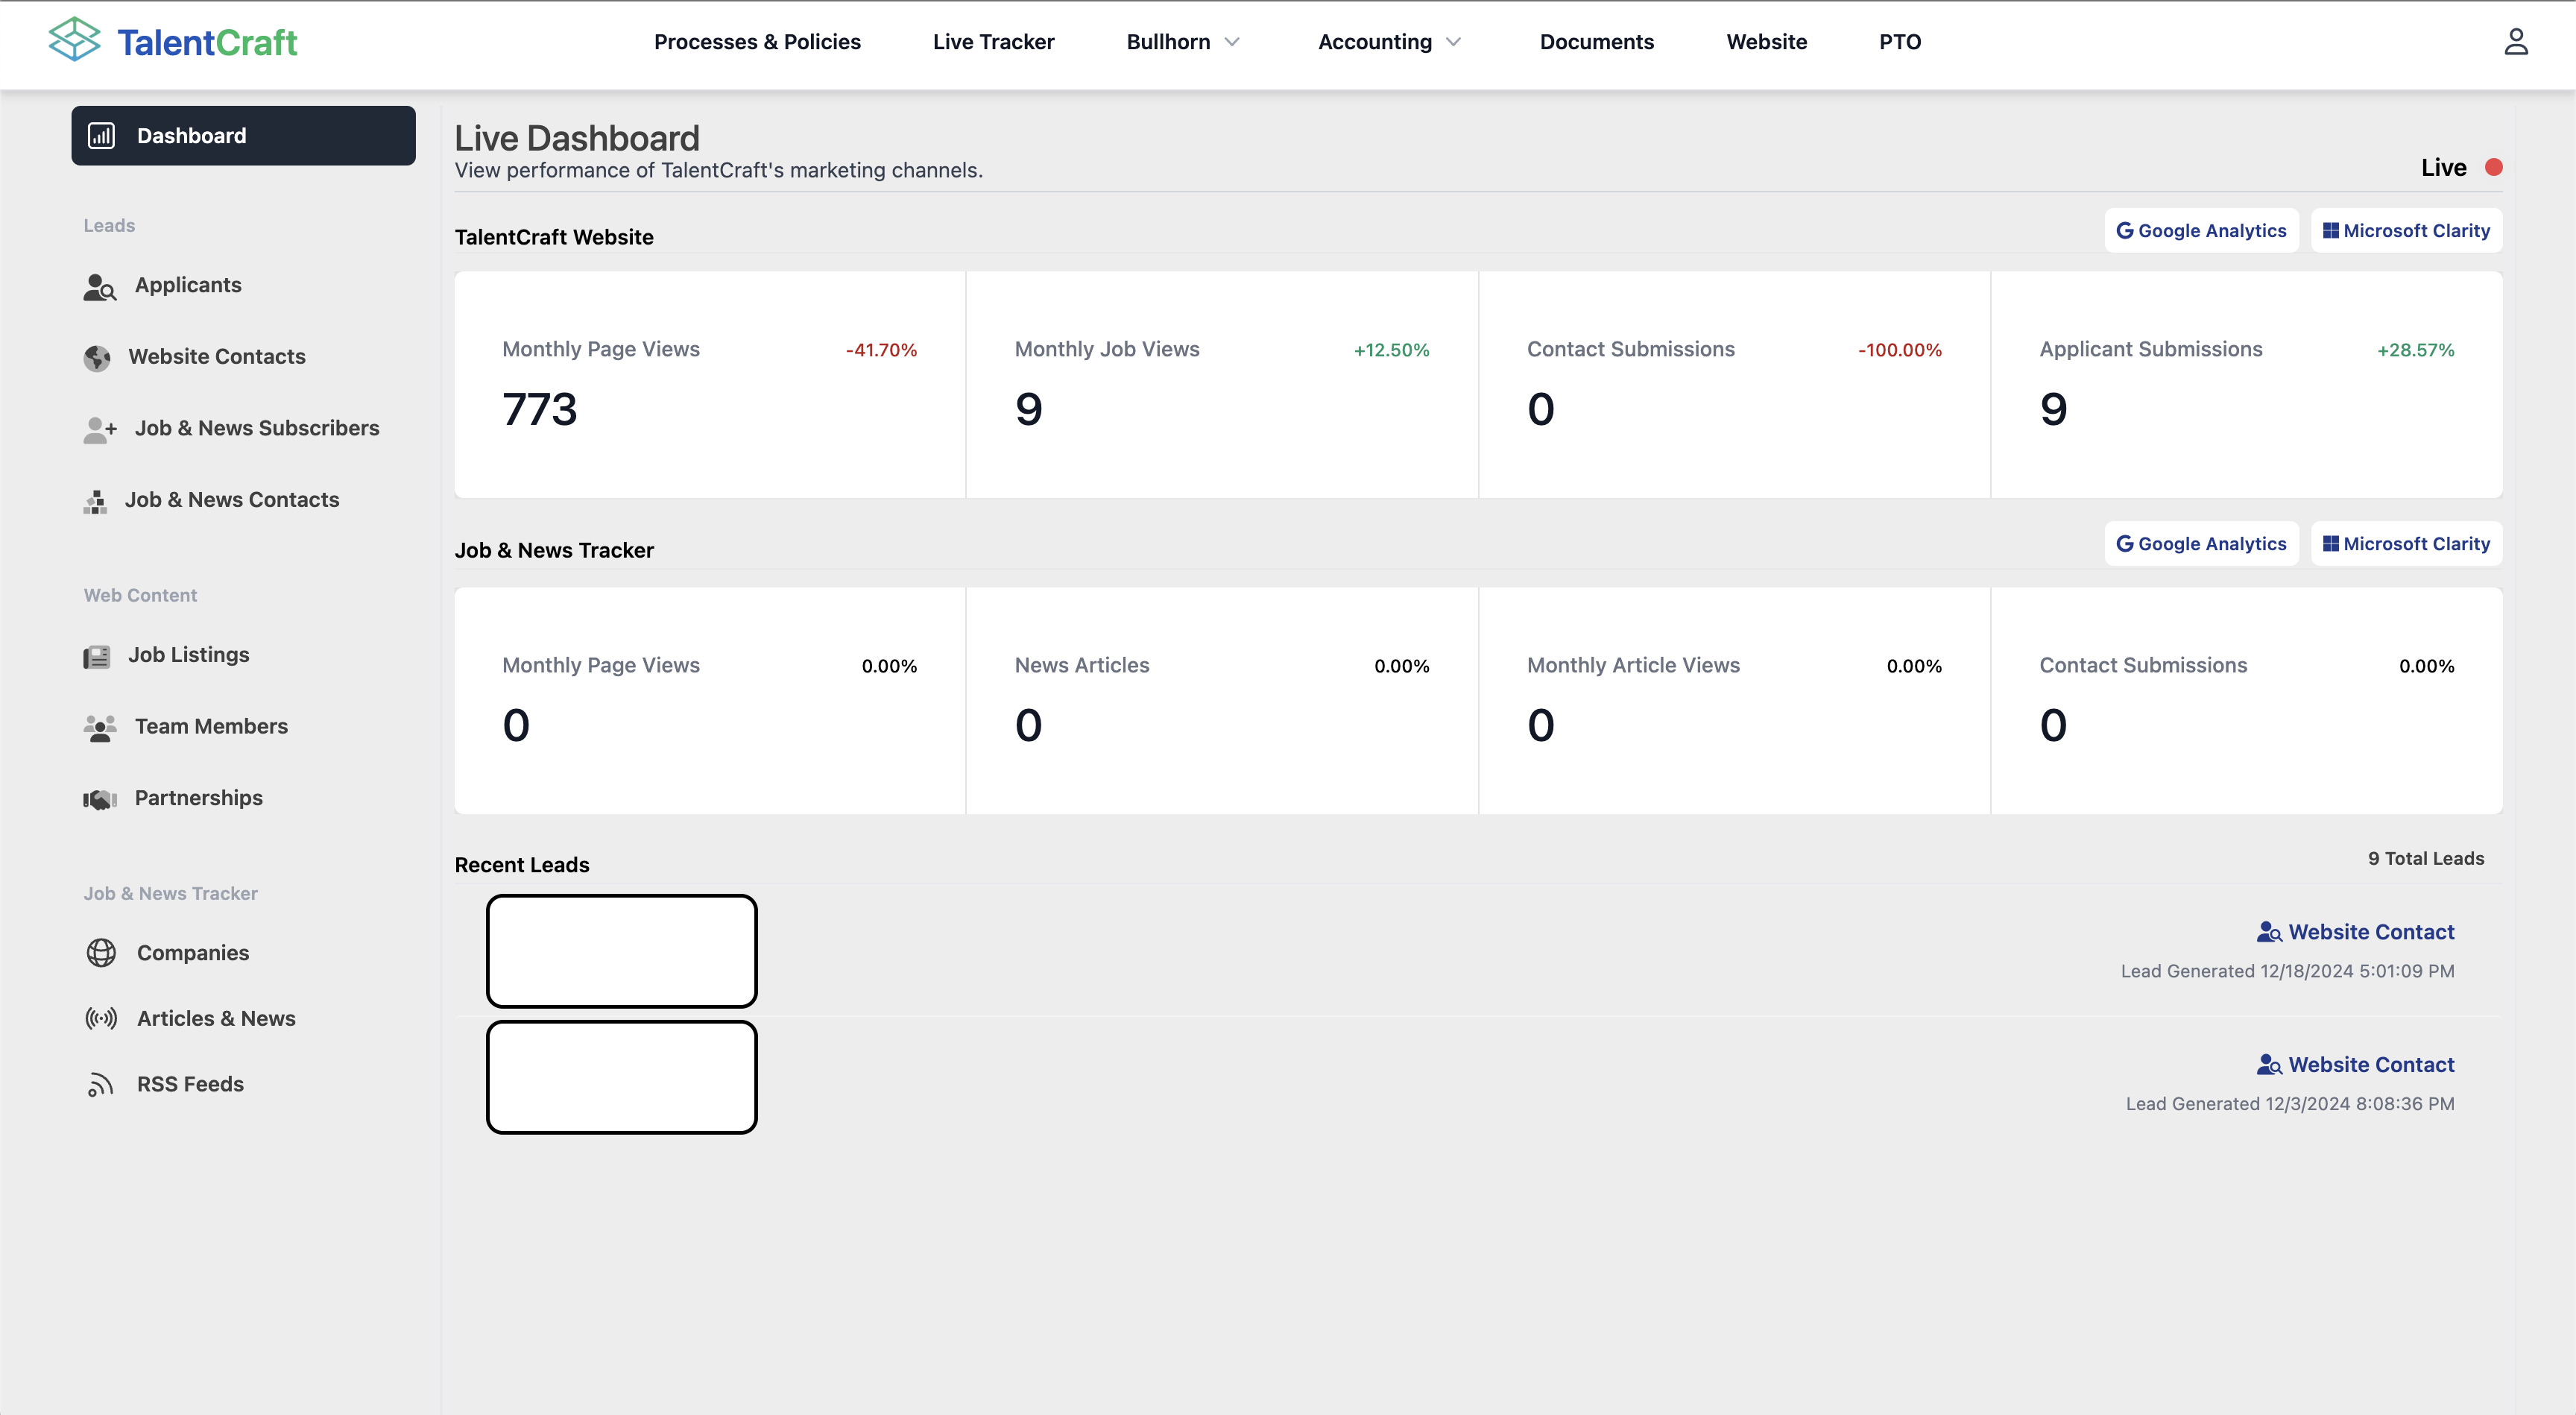 TalentCraft
Processes & Policies
Live Tracker
Bullhorn
Accounting
Documents
Website
PTO
Dashboard
Leads
Applicants
Website Contacts
Job & News Subscribers
Job & News Contacts
Web Content
Job Listings
Team Members
Partnerships
Job & News Tracker
Companies
Articles & News
RSS Feeds
Live Dashboard
View performance of TalentCraft's marketing channels.
Live
TalentCraft Website
Google Analytics
Microsoft Clarity
Monthly Page Views -41.70%
773
Monthly Job Views +12.50%
9
Contact Submissions -100.00%
0
Applicant Submissions +28.57%
9
Job & News Tracker
Google Analytics
Microsoft Clarity
Monthly Page Views 0.00%
0
News Articles 0.00%
0
Monthly Article Views 0.00%
0
Contact Submissions 0.00%
0
Recent Leads
9 Total Leads
Website Contact
Lead Generated 12/18/2024 5:01:09 PM
Website Contact
Lead Generated 12/3/2024 8:08:36 PM